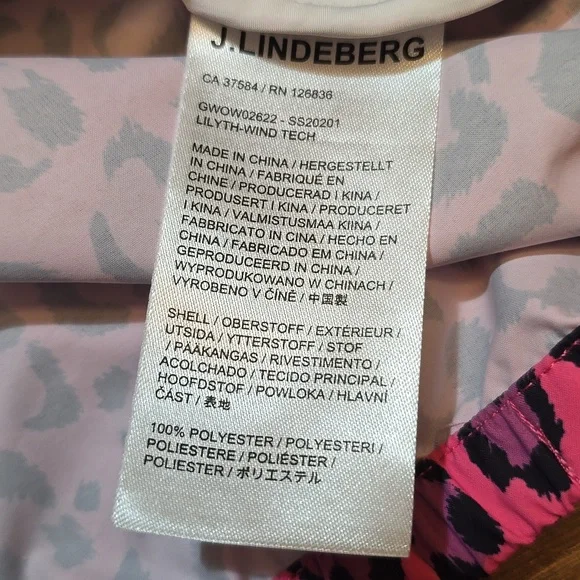 J.LINDEBERG
CA 37584 / RN 126836
GWOW02622 - SS20201
LILYTH-WIND TECH
MADE IN CHINA / HERGESTELLT
IN CHINA / FABRIQUÉ EN
CHINE / PRODUCERAD I KINA /
PRODUSERT I KINA / PRODUCERET
I KINA / VALMISTUSMAA KIINA /
FABRICATO IN CINA / HECHO EN
CHINA / FABRICADO EM CHINA /
GEPRODUCEERD IN CHINA /
WYPRODUKOWANO W CHINACH /
VYROBENO V ČÍNĚ / 中国製
SHELL / OBERSTOFF / EXTÉRIEUR /
UTSIDA / YTTERSTOFF / STOF
/ PÄÄKANGAS / RIVESTIMENTO /
ACOLCHADO / TECIDO PRINCIPAL /
HOOFDSTOF / POWLOKA / HLAVNÍ
ČÁST / 表地
100% POLYESTER / POLYESTERI /
POLIESTERE / POLIÉSTER /
POLIESTER / ポリエステル